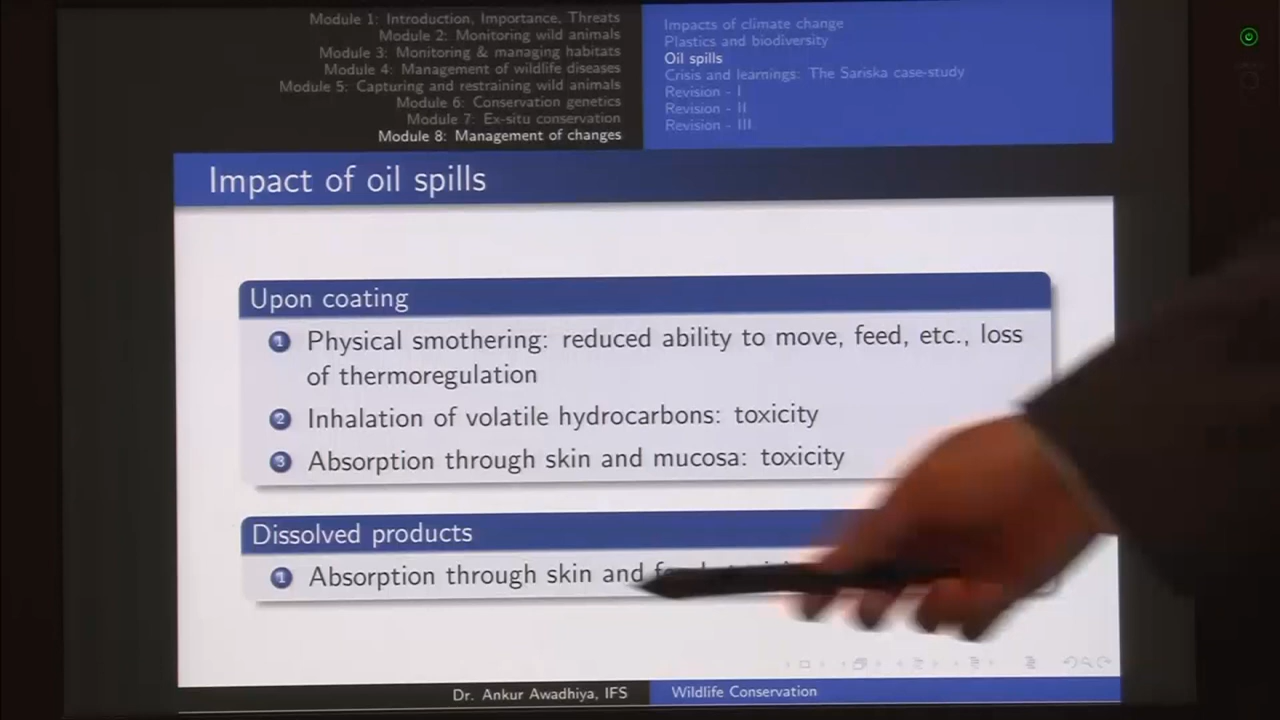 Module 1: Introduction, Importance, Threats
Module 2: Monitoring wild animals
Module 3: Monitoring & managing habitats
Module 4: Management of wildlife diseases
Module 5: Capturing and restraining wild animals
Module 6: Conservation genetics
Module 7: Ex-situ conservation
Module 8: Management of changes
Impacts of climate change
Plastics and biodiversity
Oil spills
Crisis and learnings: The Sariska case-study
Revision - I
Revision - II
Revision - III
Impact of oil spills
Upon coating
1 Physical smothering: reduced ability to move, feed, etc., loss
of thermoregulation
2 Inhalation of volatile hydrocarbons: toxicity
3 Absorption through skin and mucosa: toxicity
Dissolved products
1 Absorption through skin and
Dr. Ankur Awadhiya, IFS
Wildlife Conservation